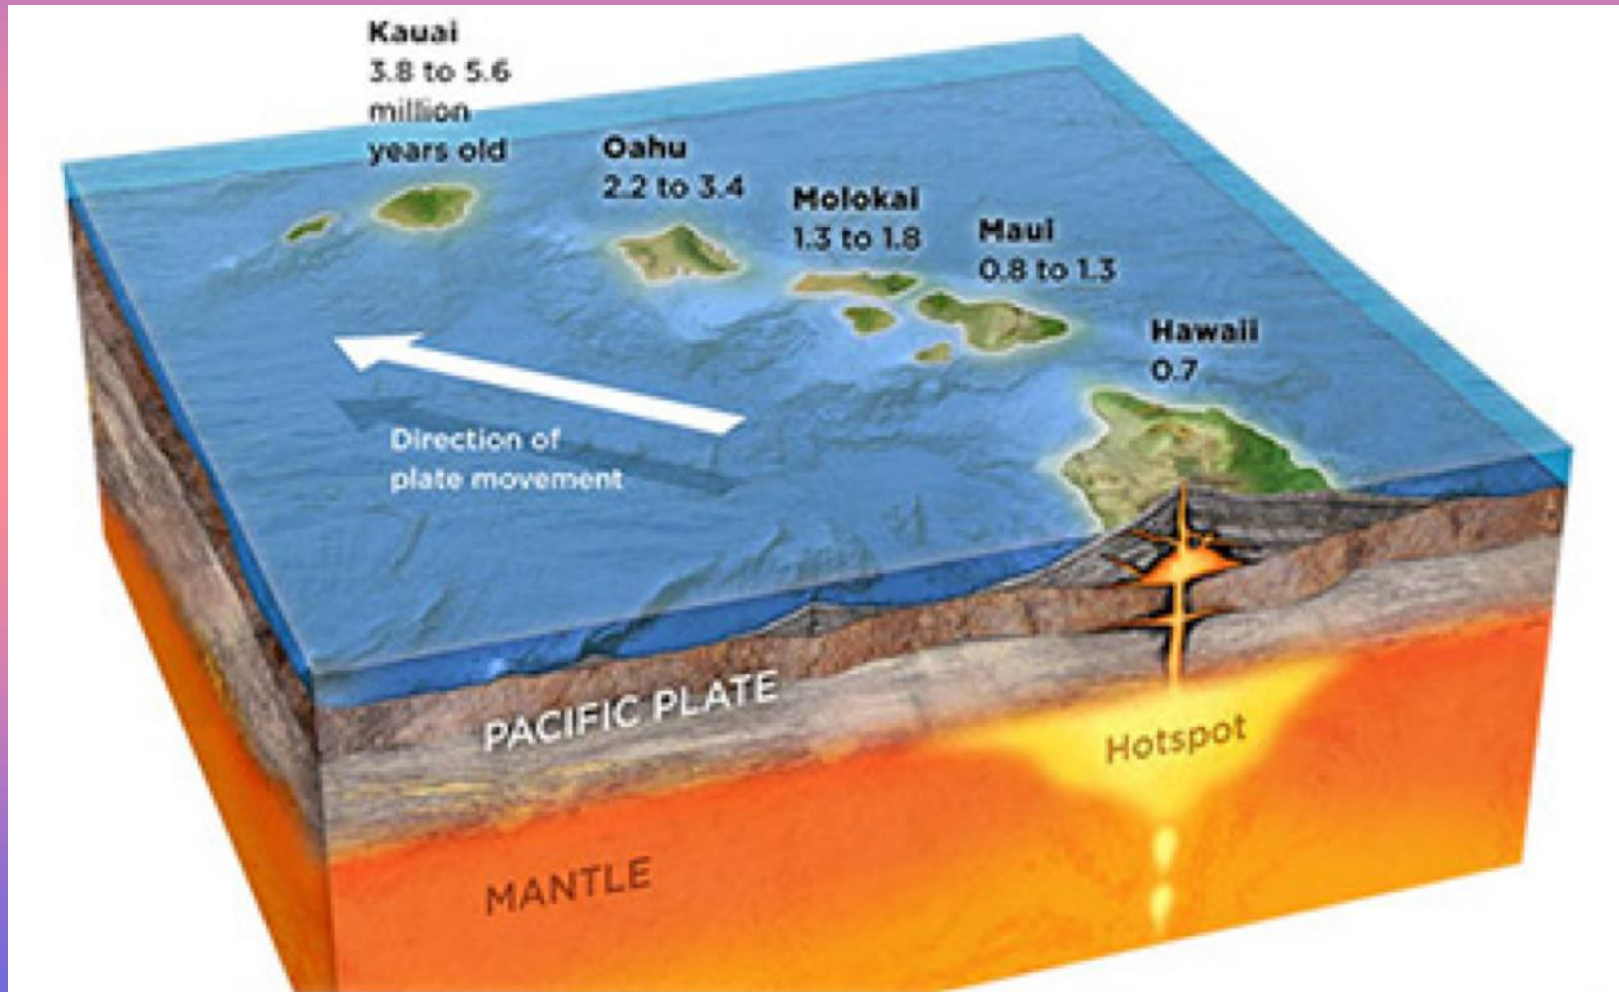 Kauai
3.8 to 5.6
million
years old
Oahu
2.2 to 3.4
Molokai
1.3 to 1.8
Maui
0.8 to 1.3
Hawaii
0.7
Direction of
plate movement
PACIFIC PLATE
Hotspot
MANTLE